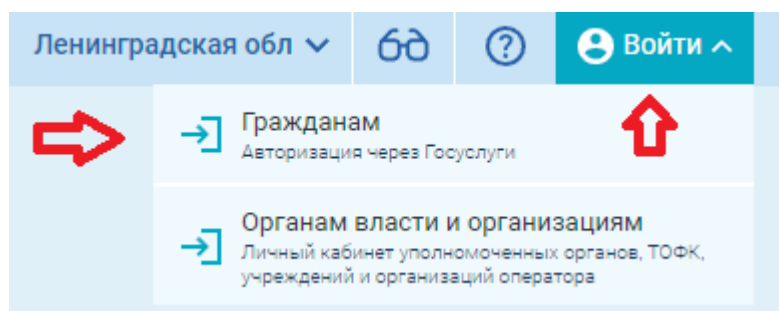 Ленинградская обл
Войти
Гражданам
Авторизация через Госуслуги
Органам власти и организациям
Личный кабинет уполномоченных органов, ТОФК,
учреждений и организаций оператора